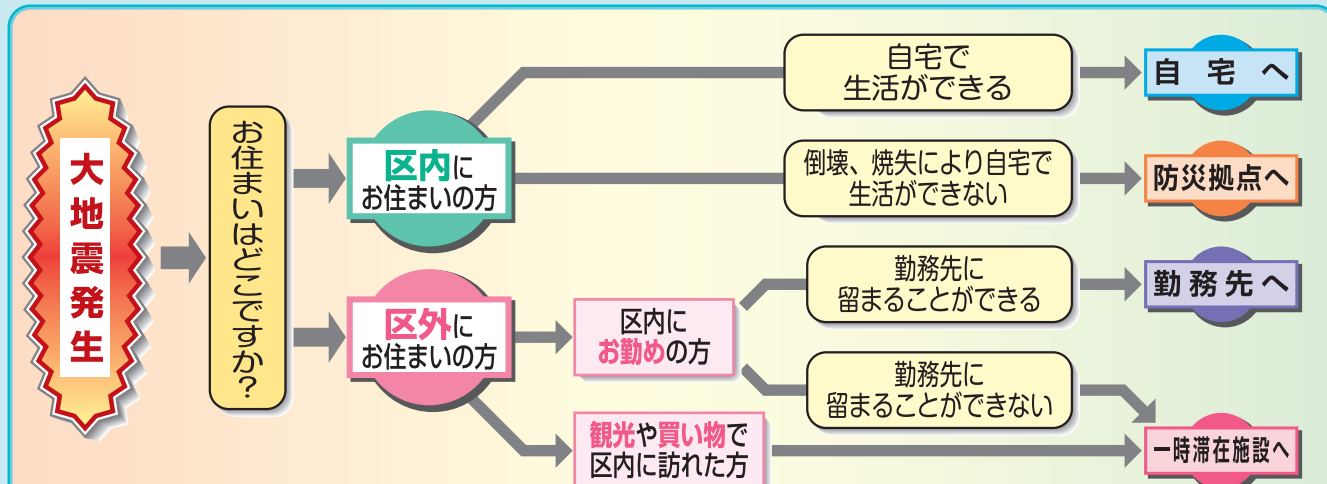 大地震発生
お住まいはどこですか?
区内に
お住まいの方
自宅で
生活ができる
自宅へ
倒壊、焼失により自宅で
生活ができない
防災拠点へ
区外に
お住まいの方
区内に
お勤めの方
勤務先に
留まることができる
勤務先へ
勤務先に
留まることができない
観光や買い物で
区内に訪れた方
一時滞在施設へ